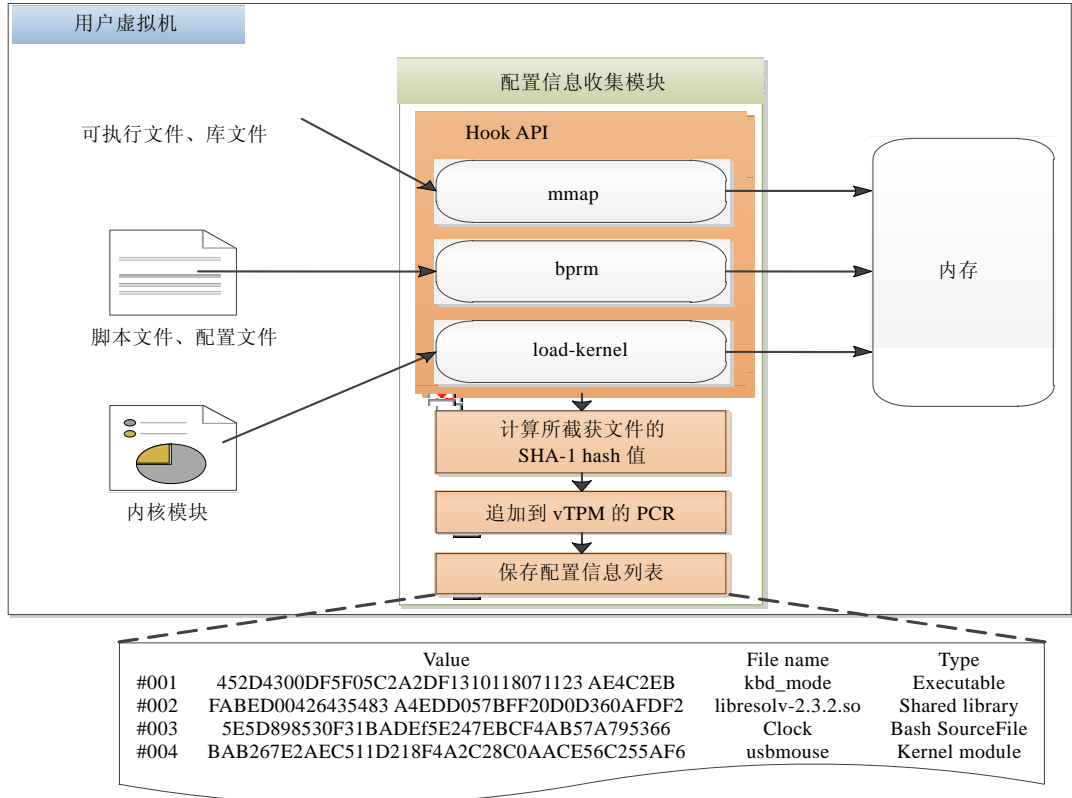 用户虚拟机
配置信息收集模块
Hook API
可执行文件、库文件
mmap
bprm
内存
脚本文件、配置文件
load-kernel
计算所截获文件的
SHA-1 hash 值
内核模块
追加到 vTPM 的 PCR
保存配置信息列表
Value File name Type
#001 452D4300DF5F05C2A2DF1310118071123 AE4C2EB kbd_mode Executable
#002 FABED00426435483 A4EDD057BFF20D0D360AFDF2 libresolv-2.3.2.so Shared library
#003 5E5D898530F31BADEf5E247EBCF4AB57A795366 Clock Bash SourceFile
#004 BAB267E2AEC511D218F4A2C28C0AACE56C255AF6 usbmouse Kernel module